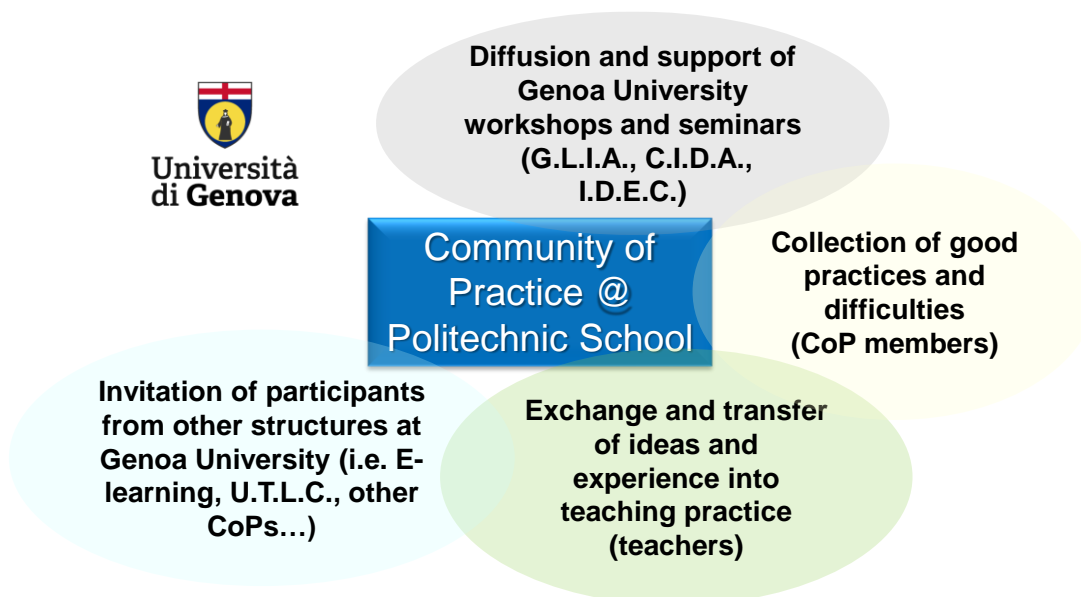 Università
di Genova
Diffusion and support of
Genoa University
workshops and seminars
(G.L.I.A., C.I.D.A.,
I.D.E.C.)
Community of
Practice @
Politechnic School
Collection of good
practices and
difficulties
(CoP members)
Invitation of participants
from other structures at
Genoa University (i.e. E-
learning, U.T.L.C., other
CoPs…)
Exchange and transfer
of ideas and
experience into
teaching practice
(teachers)